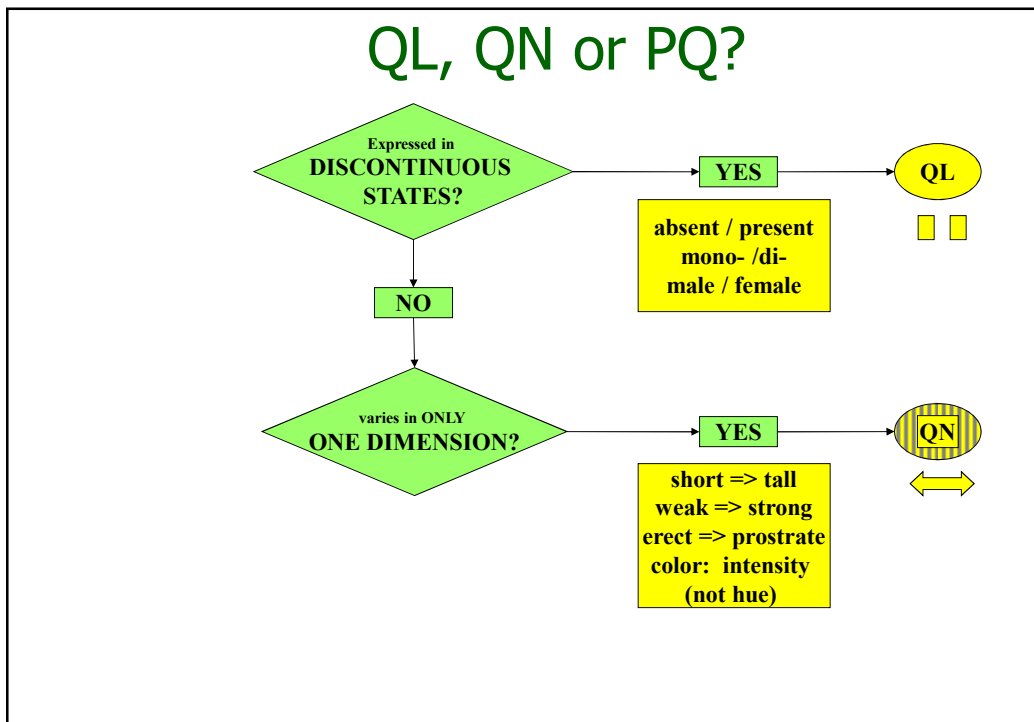 QL, QN or PQ?
Expressed in
DISCONTINUOUS
STATES?
YES
QL
absent / present
mono- /di-
male / female
NO
varies in ONLY
ONE DIMENSION?
YES
QN
short => tall
weak => strong
erect => prostrate
color: intensity
(not hue)